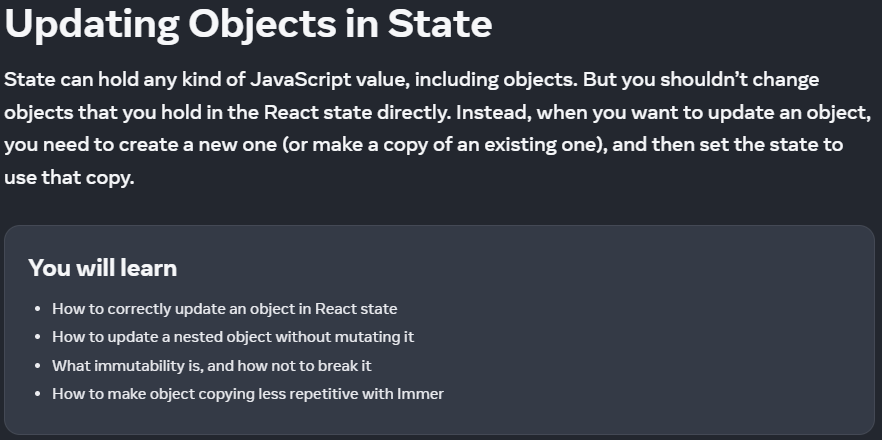 Updating Objects in State
State can hold any kind of JavaScript value, including objects. But you shouldn’t change
objects that you hold in the React state directly. Instead, when you want to update an object,
you need to create a new one (or make a copy of an existing one), and then set the state to
use that copy.
You will learn
• How to correctly update an object in React state
• How to update a nested object without mutating it
• What immutability is, and how not to break it
• How to make object copying less repetitive with Immer